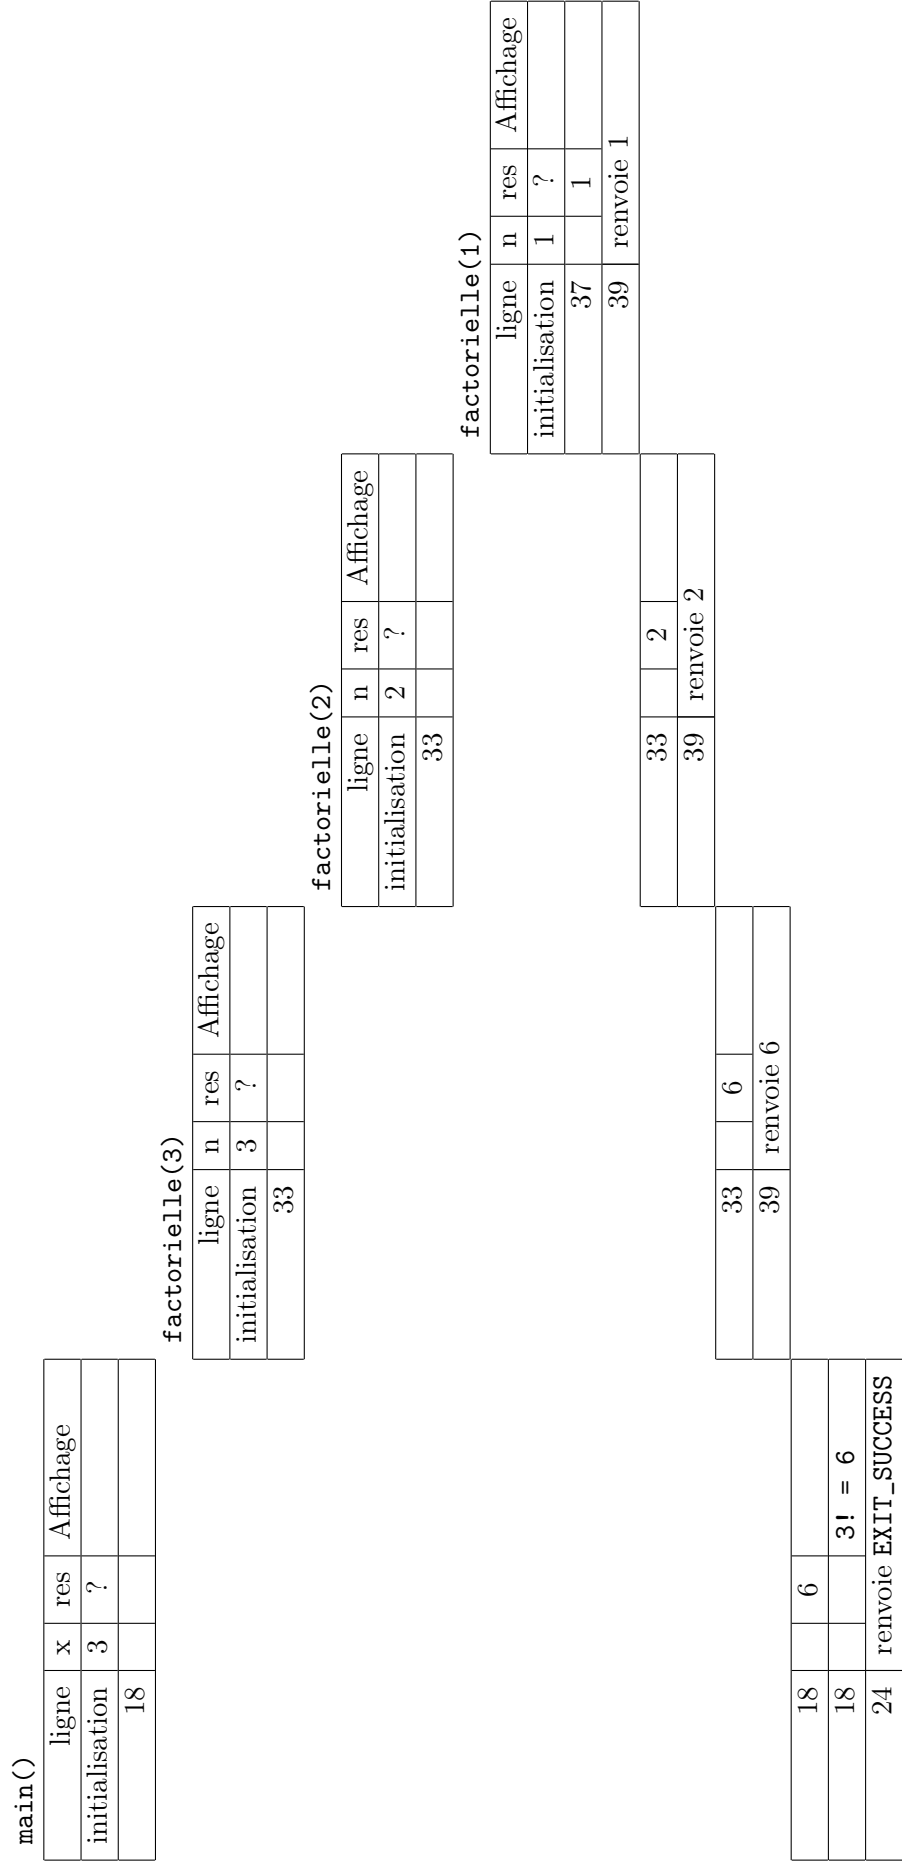 main()
ligne x res Affichage
initialisation 3 ?
18
factorielle(3)
ligne n res Affichage
initialisation 3 ?
33
factorielle(2)
ligne n res Affichage
initialisation 2 ?
33
factorielle(1)
ligne n res Affichage
initialisation 1 ?
37 1
39 renvoie 1
33 2
39 renvoie 2
33 6
39 renvoie 6
18 6
18 3! = 6
24 renvoie EXIT_SUCCESS